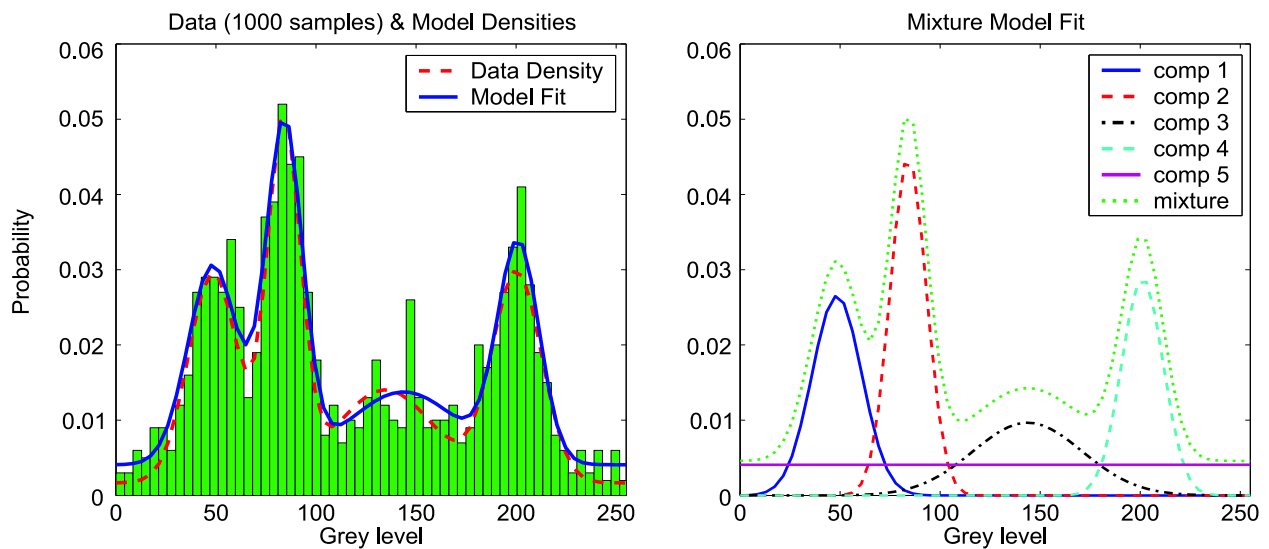 Data (1000 samples) & Model Densities
0.06
0.05
0.04
0.03
0.02
0.01
0
Probability
Data Density
Model Fit
0 50 100 150 200 250
Grey level
Mixture Model Fit
0.06
0.05
0.04
0.03
0.02
0.01
0
comp 1
comp 2
comp 3
comp 4
comp 5
mixture
0 50 100 150 200 250
Grey level